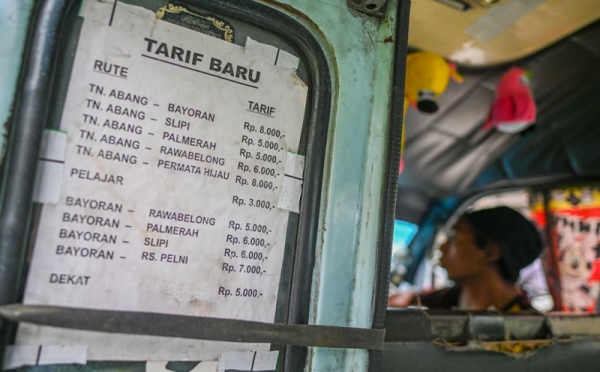 TARIF BARU
RUTE TARIF
TN. ABANG – BAYORAN Rp. 8.000,-
TN. ABANG – SLIPI Rp. 5.000,-
TN. ABANG – PALMERAH Rp. 5.000,-
TN. ABANG – RAWABELONG Rp. 6.000,-
TN. ABANG – PERMATA HIJAU Rp. 8.000,-
PELAJAR Rp. 3.000,-
BAYORAN – RAWABELONG Rp. 5.000,-
BAYORAN – PALMERAH Rp. 6.000,-
BAYORAN – SLIPI Rp. 6.000,-
BAYORAN – RS. PELNI Rp. 7.000,-
DEKAT Rp. 5.000,-